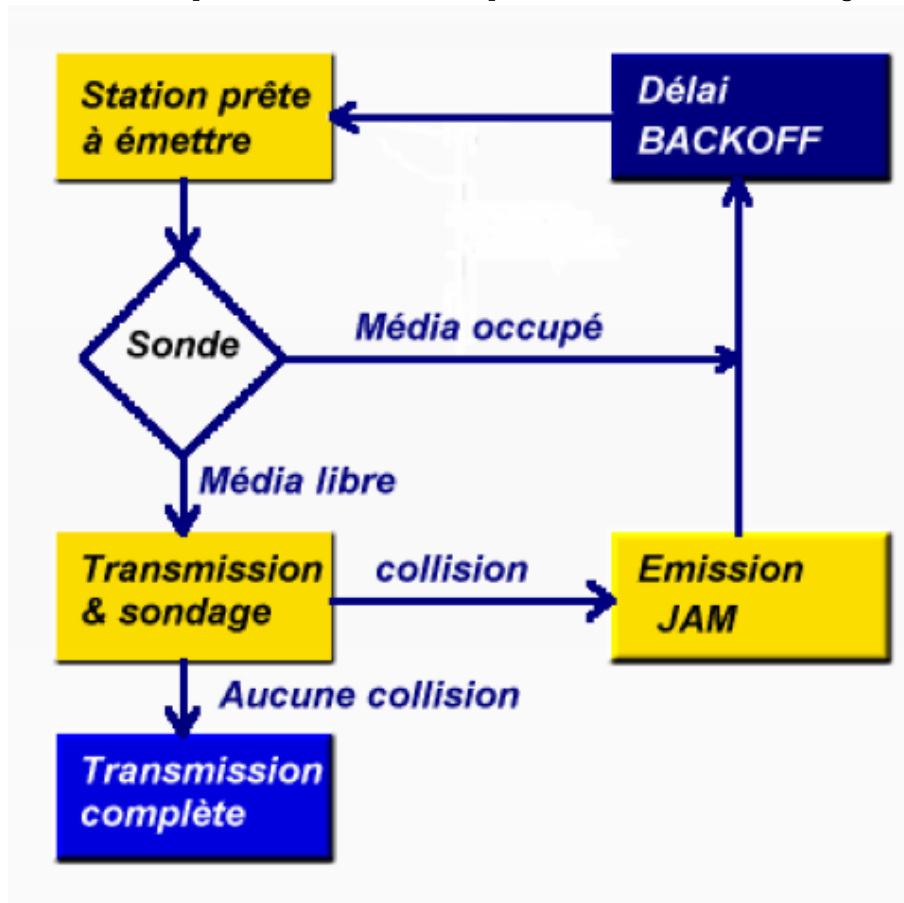 Station prête
à émettre
Délai
BACKOFF
Sonde
Média occupé
Média libre
Transmission
& sondage
collision
Emission
JAM
Aucune collision
Transmission
complète